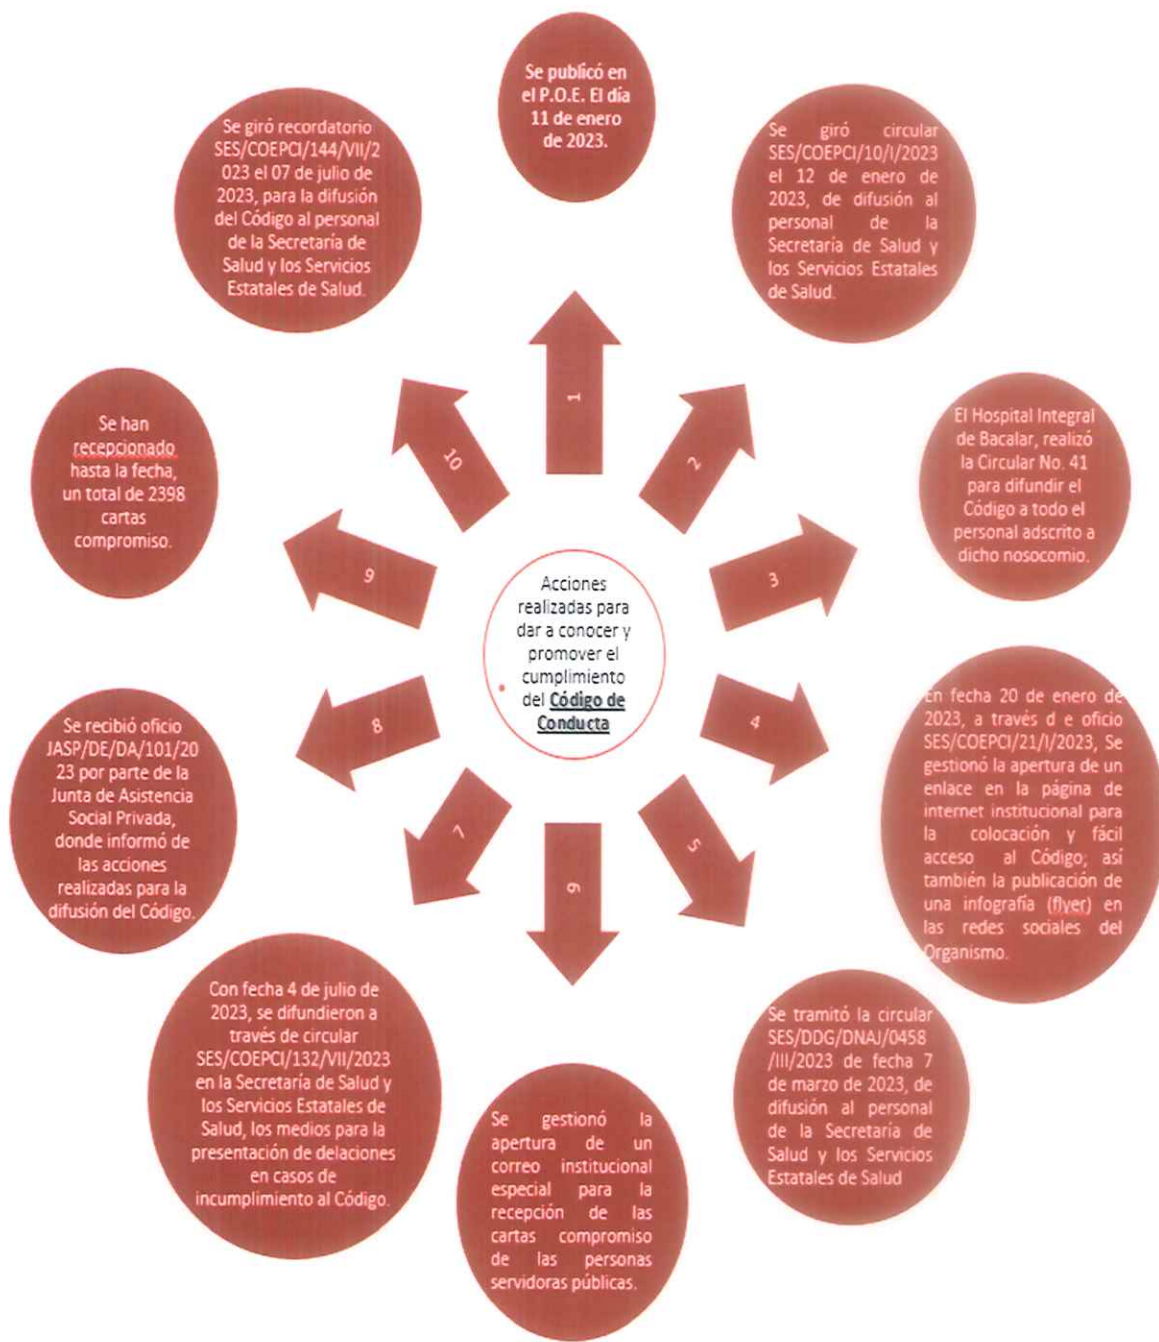 Acciones
realizadas para
dar a conocer y
promover el
cumplimiento
del Código de
Conducta
1
Se publicó en
el P.O.E. El día
11 de enero
de 2023.
2
Se giró circular
SES/COEPCI/10/I/2023
el 12 de enero de
2023, de difusión al
personal de la
Secretaría de Salud y
los Servicios Estatales
de Salud.
3
El Hospital Integral
de Bacalar, realizó
la Circular No. 41
para difundir el
Código a todo el
personal adscrito a
dicho nosocomio.
4
En fecha 20 de enero de
2023, a través d e oficio
SES/COEPCI/21/I/2023, Se
gestionó la apertura de un
enlace en la página de
internet institucional para
la colocación y fácil
acceso al Código; así
también la publicación de
una infografía (flyer) en
las redes sociales del
Organismo.
5
Se tramitó la circular
SES/DDG/DNAJ/0458
/III/2023 de fecha 7
de marzo de 2023, de
difusión al personal
de la Secretaría de
Salud y los Servicios
Estatales de Salud
6
Se gestionó la
apertura de un
correo institucional
especial para la
recepción de las
cartas compromiso
de las personas
servidoras públicas.
7
Con fecha 4 de julio de
2023, se difundieron a
través de circular
SES/COEPCI/132/VII/2023
en la Secretaría de Salud y
los Servicios Estatales de
Salud, los medios para la
presentación de delaciones
en casos de
incumplimiento al Código.
8
Se recibió oficio
JASP/DE/DA/101/20
23 por parte de la
Junta de Asistencia
Social Privada,
donde informó de
las acciones
realizadas para la
difusión del Código.
9
Se han
recepcionado
hasta la fecha,
un total de 2398
cartas
compromiso.
10
Se giró recordatorio
SES/COEPCI/144/VII/2
023 el 07 de julio de
2023, para la difusión
del Código al personal
de la Secretaría de
Salud y los Servicios
Estatales de Salud.